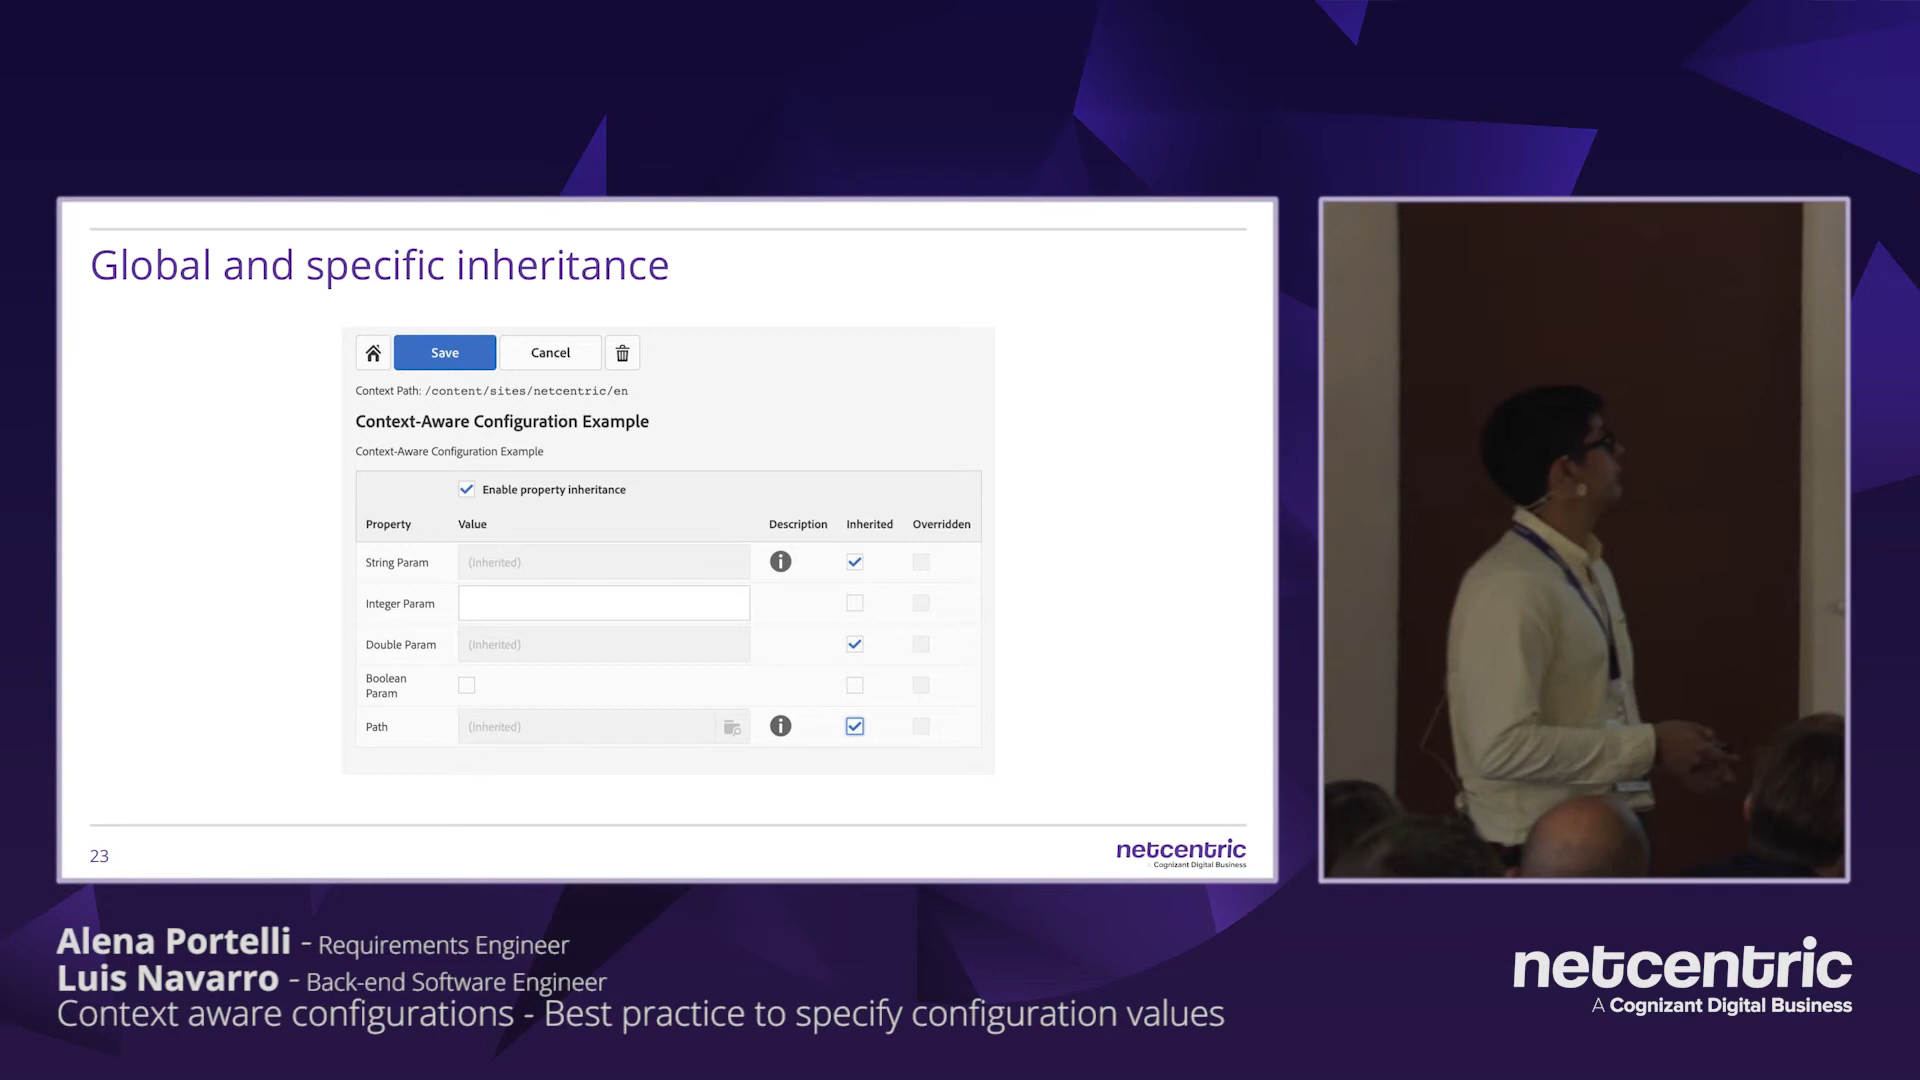 Global and specific inheritance
Save
Cancel
Context Path: /content/sites/netcentric/en
Context-Aware Configuration Example
Context-Aware Configuration Example
Enable property inheritance
Property Value Description Inherited Overridden
String Param (Inherited)
Integer Param
Double Param (Inherited)
Boolean
Param
Path (Inherited)
23
netcentric
Cognizant Digital Business
Alena Portelli - Requirements Engineer
Luis Navarro - Back-end Software Engineer
Context aware configurations - Best practice to specify configuration values
netcentric
A Cognizant Digital Business